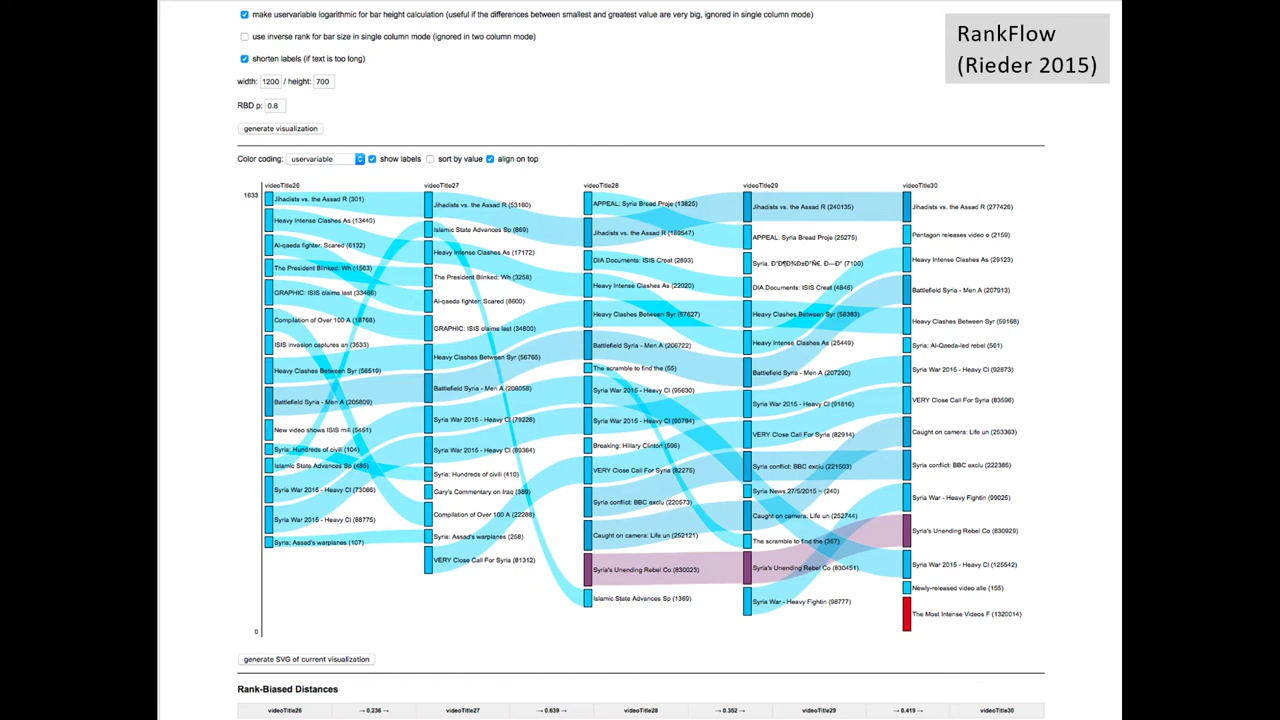 make uservariable logarithmic for bar height calculation (useful if the differences between smallest and greatest value are very big, ignored in single column mode)
use inverse rank for bar size in single column mode (ignored in two column mode)
shorten labels (if text is too long)
width: 1200 / height: 700
RBD p: 0.8
generate visualization
RankFlow
(Rieder 2015)
Color coding: uservariable show labels sort by value align on top
1633
0
videoTitle26
Jihadists vs. the Assad R (301)
Heavy Intense Clashes As (13440)
Al-qaeda fighter: Scared (6132)
The President Blinked: Wh (1563)
GRAPHIC: ISIS claims last (33466)
Compilation of Over 100 A (18768)
ISIS invasion captures an (3533)
Heavy Clashes Between Syr (56519)
Battlefield Syria - Men A (205809)
New video shows ISIS mili (5451)
Syria: Hundreds of civili (104)
Islamic State Advances Sp (485)
Syria War 2015 - Heavy Cl (73066)
Syria War 2015 - Heavy Cl (88775)
Syria: Assad's warplanes (107)
videoTitle27
Jihadists vs. the Assad R (53160)
Islamic State Advances Sp (869)
Heavy Intense Clashes As (17172)
The President Blinked: Wh (3258)
Al-qaeda fighter: Scared (8600)
GRAPHIC: ISIS claims last (34800)
Heavy Clashes Between Syr (56765)
Battlefield Syria - Men A (206058)
Syria War 2015 - Heavy Cl (79228)
Syria War 2015 - Heavy Cl (89364)
Syria: Hundreds of civili (410)
Gary's Commentary on Iraq (389)
Compilation of Over 100 A (22288)
Syria: Assad's warplanes (258)
VERY Close Call For Syria (81312)
videoTitle28
APPEAL: Syria Bread Proje (13825)
Jihadists vs. the Assad R (169547)
DIA Documents: ISIS Creat (2893)
Heavy Intense Clashes As (22020)
Heavy Clashes Between Syr (57627)
Battlefield Syria - Men A (206722)
The scramble to find the (55)
Syria War 2015 - Heavy Cl (95630)
Syria War 2015 - Heavy Cl (90794)
Breaking: Hillary Clinton (596)
VERY Close Call For Syria (82275)
Syria conflict: BBC exclu (220573)
Caught on camera: Life un (252121)
Syria's Unending Rebel Co (830023)
Islamic State Advances Sp (1369)
videoTitle29
Jihadists vs. the Assad R (240135)
APPEAL: Syria Bread Proje (25275)
Syria. (7100)
DIA Documents: ISIS Creat (4846)
Heavy Clashes Between Syr (58383)
Heavy Intense Clashes As (25449)
Battlefield Syria - Men A (207290)
Syria War 2015 - Heavy Cl (91816)
VERY Close Call For Syria (82914)
Syria conflict: BBC exclu (221503)
Syria News 27/5/2015 ~ (240)
Caught on camera: Life un (252744)
The scramble to find the (357)
Syria's Unending Rebel Co (830451)
Syria War - Heavy Fightin (98777)
videoTitle30
Jihadists vs. the Assad R (277426)
Pentagon releases video o (2159)
Heavy Intense Clashes As (29123)
Battlefield Syria - Men A (207913)
Heavy Clashes Between Syr (59168)
Syria: Al-Qaeda-led rebel (561)
Syria War 2015 - Heavy Cl (92873)
VERY Close Call For Syria (83596)
Caught on camera: Life un (253363)
Syria conflict: BBC exclu (222385)
Syria War - Heavy Fightin (99025)
Syria's Unending Rebel Co (830929)
Syria War 2015 - Heavy Cl (125542)
Newly-released video alle (155)
The Most Intense Videos F (1320014)
generate SVG of current visualization
Rank-Biased Distances
videoTitle26 → 0.236 → videoTitle27 → 0.639 → videoTitle28 → 0.352 → videoTitle29 → 0.419 → videoTitle30